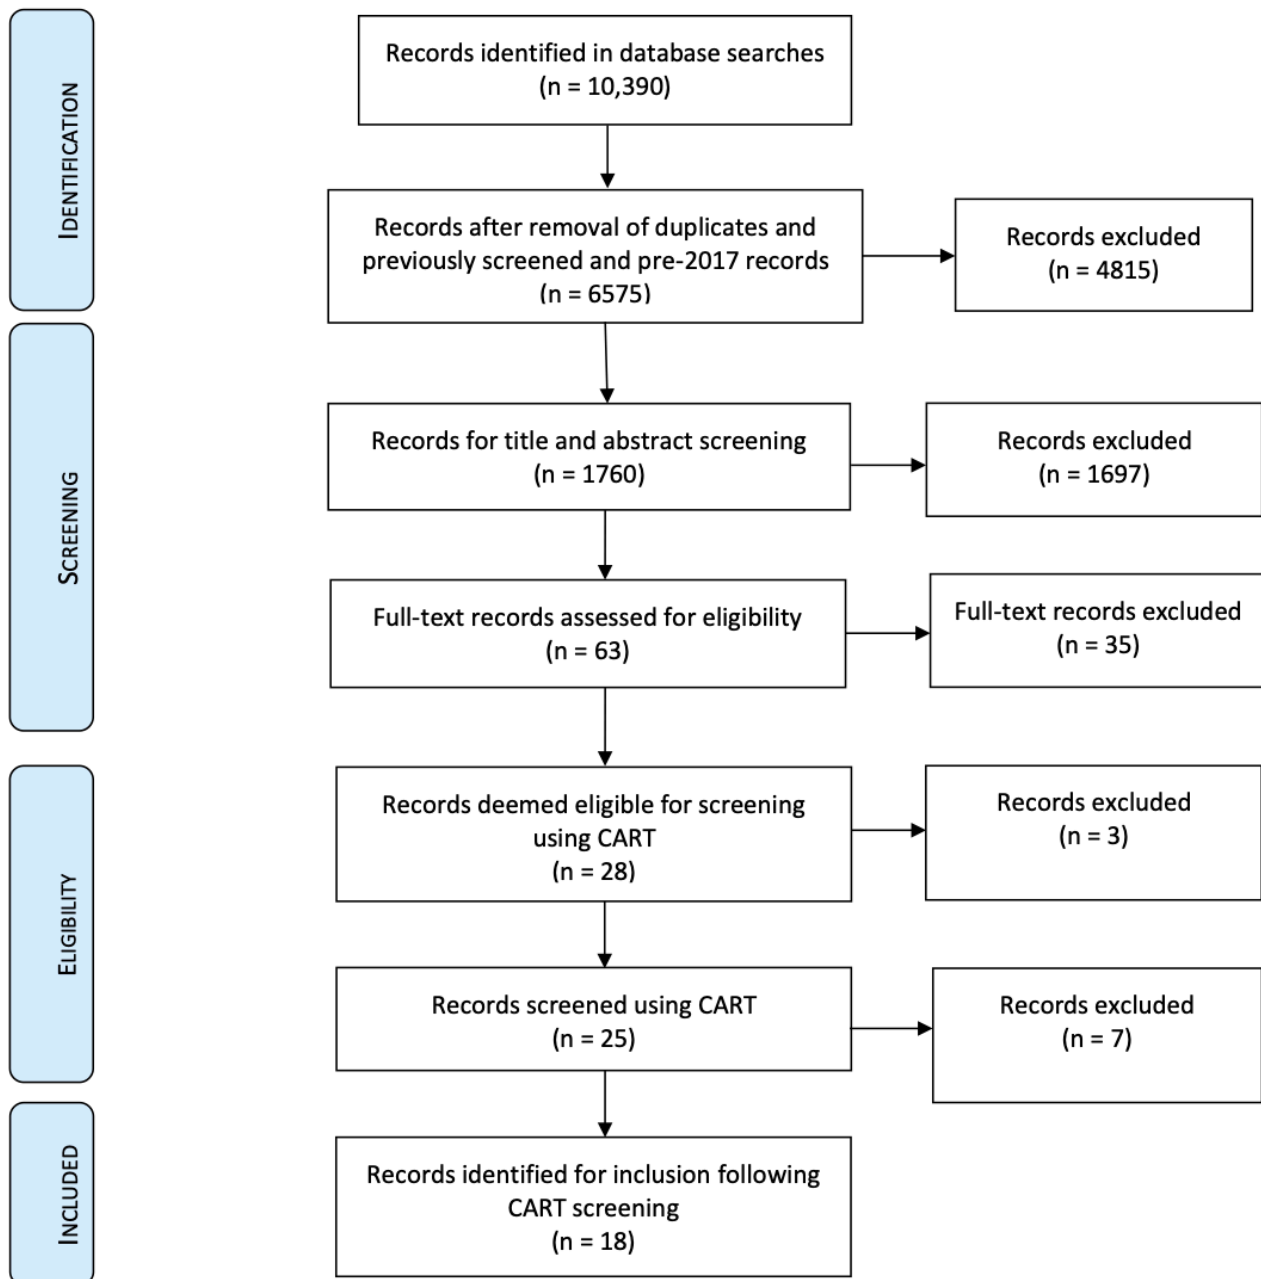 IDENTIFICATION
Records identified in database searches
(n = 10,390)
Records after removal of duplicates and
previously screened and pre-2017 records
(n = 6575)
Records excluded
(n = 4815)
SCREENING
Records for title and abstract screening
(n = 1760)
Records excluded
(n = 1697)
Full-text records assessed for eligibility
(n = 63)
Full-text records excluded
(n = 35)
ELIGIBILITY
Records deemed eligible for screening
using CART
(n = 28)
Records excluded
(n = 3)
Records screened using CART
(n = 25)
Records excluded
(n = 7)
INCLUDED
Records identified for inclusion following
CART screening
(n = 18)